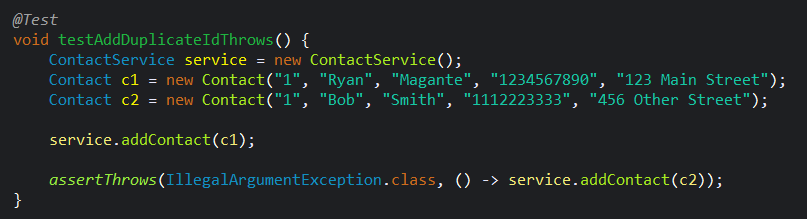 @Test
void testAddDuplicateIdThrows() {
    ContactService service = new ContactService();
    Contact c1 = new Contact("1", "Ryan", "Magante", "1234567890", "123 Main Street");
    Contact c2 = new Contact("1", "Bob", "Smith", "1112223333", "456 Other Street");
    service.addContact(c1);
    assertThrows(IllegalArgumentException.class, () -> service.addContact(c2));
}